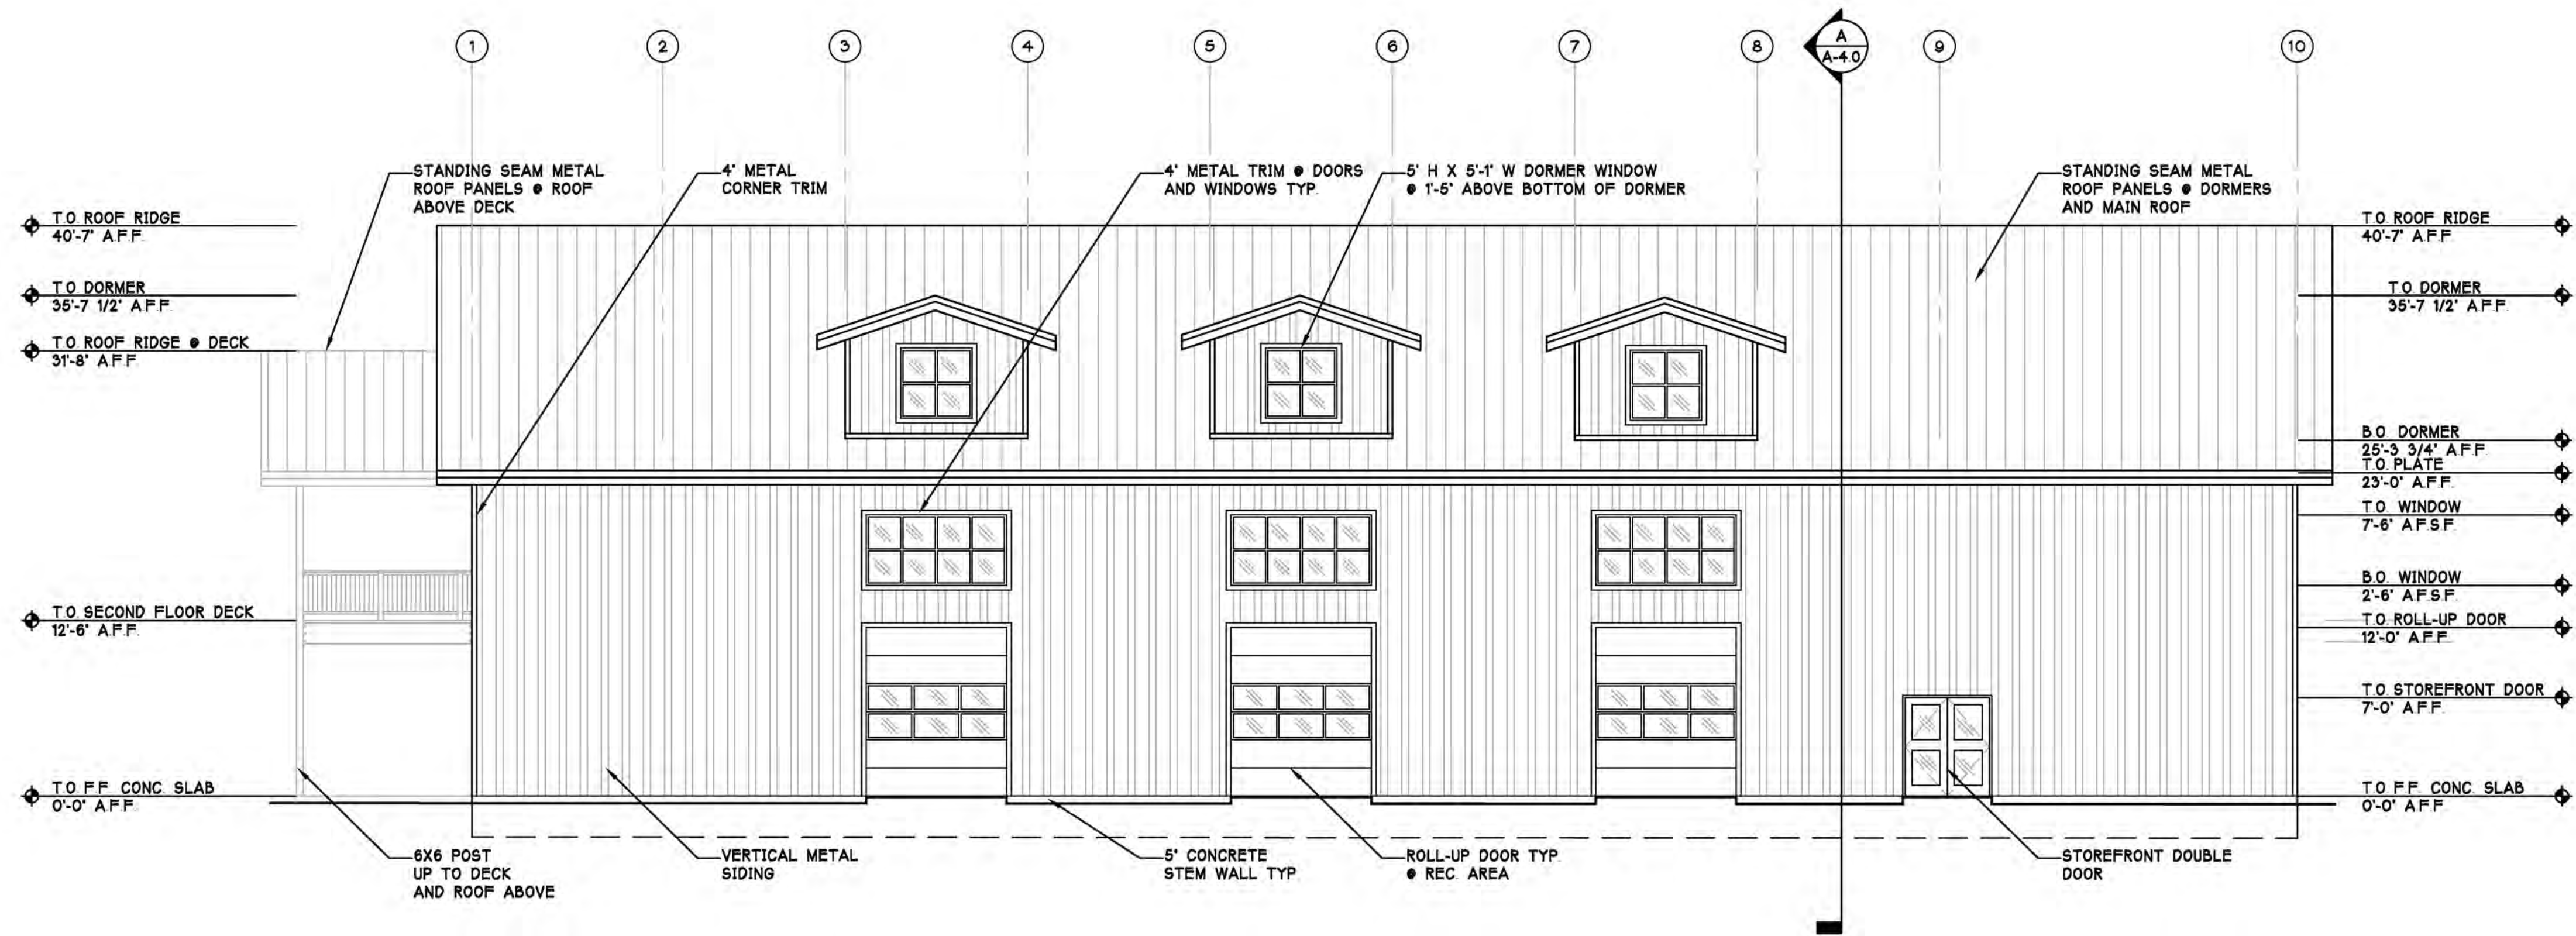 1
2
3
4
5
6
7
8
A
A-4.0
9
10
STANDING SEAM METAL
ROOF PANELS @ ROOF
ABOVE DECK
4" METAL
CORNER TRIM
4" METAL TRIM @ DOORS
AND WINDOWS TYP.
5' H X 5'-1" W DORMER WINDOW
@ 1'-5" ABOVE BOTTOM OF DORMER
STANDING SEAM METAL
ROOF PANELS @ DORMERS
AND MAIN ROOF
T.O. ROOF RIDGE
40'-7" A.F.F.
T.O. DORMER
35'-7 1/2" A.F.F.
T.O. ROOF RIDGE @ DECK
31'-8" A.F.F.
T.O. SECOND FLOOR DECK
12'-6" A.F.F.
T.O. F.F. CONC. SLAB
0'-0" A.F.F.
T.O. ROOF RIDGE
40'-7" A.F.F.
T.O. DORMER
35'-7 1/2" A.F.F.
B.O. DORMER
25'-3 3/4" A.F.F.
T.O. PLATE
23'-0" A.F.F.
T.O. WINDOW
7'-6" A.F.S.F.
B.O. WINDOW
2'-6" A.F.S.F.
T.O. ROLL-UP DOOR
12'-0" A.F.F.
T.O. STOREFRONT DOOR
7'-0" A.F.F.
T.O. F.F. CONC. SLAB
0'-0" A.F.F.
6X6 POST
UP TO DECK
AND ROOF ABOVE
VERTICAL METAL
SIDING
5" CONCRETE
STEM WALL TYP.
ROLL-UP DOOR TYP.
@ REC. AREA
STOREFRONT DOUBLE
DOOR